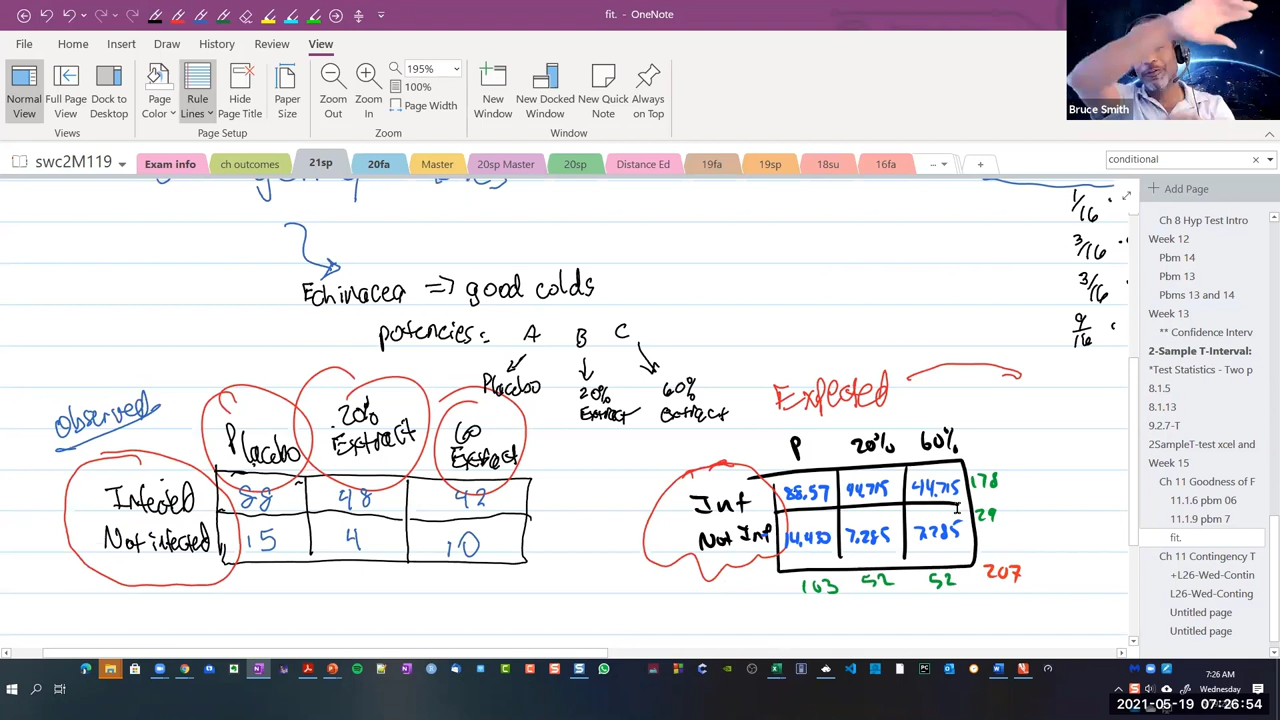 fit. - OneNote
File Home Insert Draw History Review View
Normal View
Full Page View
Dock to Desktop
Views
Page Color
Rule Lines
Hide Page Title
Paper Size
Page Setup
Zoom Out
Zoom In
195%
100%
Page Width
Zoom
New Window
New Docked Window
New Quick Note
Always on Top
Window
Bruce Smith
swc2M119
Exam info
ch outcomes
21sp
20fa
Master
20sp Master
20sp
Distance Ed
19fa
19sp
18su
16fa
conditional
Add Page
Ch 8 Hyp Test Intro
Week 12
Pbm 14
Pbm 13
Pbms 13 and 14
Week 13
** Confidence Interv
2-Sample T-Interval:
*Test Statistics - Two p
8.1.5
8.1.13
9.2.7-T
2SampleT-test xcel and
Week 15
Ch 11 Goodness of F
11.1.6 pbm 06
11.1.9 pbm 7
fit.
Ch 11 Contingency T
+L26-Wed-Contin
L26-Wed-Conting
Untitled page
Untitled page
1/16
3/16
3/16
9/16
Echinacea => good colds
potencies: A B C
Placebo
20% Extract
60% Extract
Observed
Placebo
20% Exstract
60 Exstract
Infected 88 48 42
Not infected 15 4 10
Expected
P 20% 60%
Inf 88.57 44.715 44.715 178
Not Inf 14.430 7.285 7.285 29
103 52 52 207
7:26 AM
Wednesday
2021-05-19 07:26:54